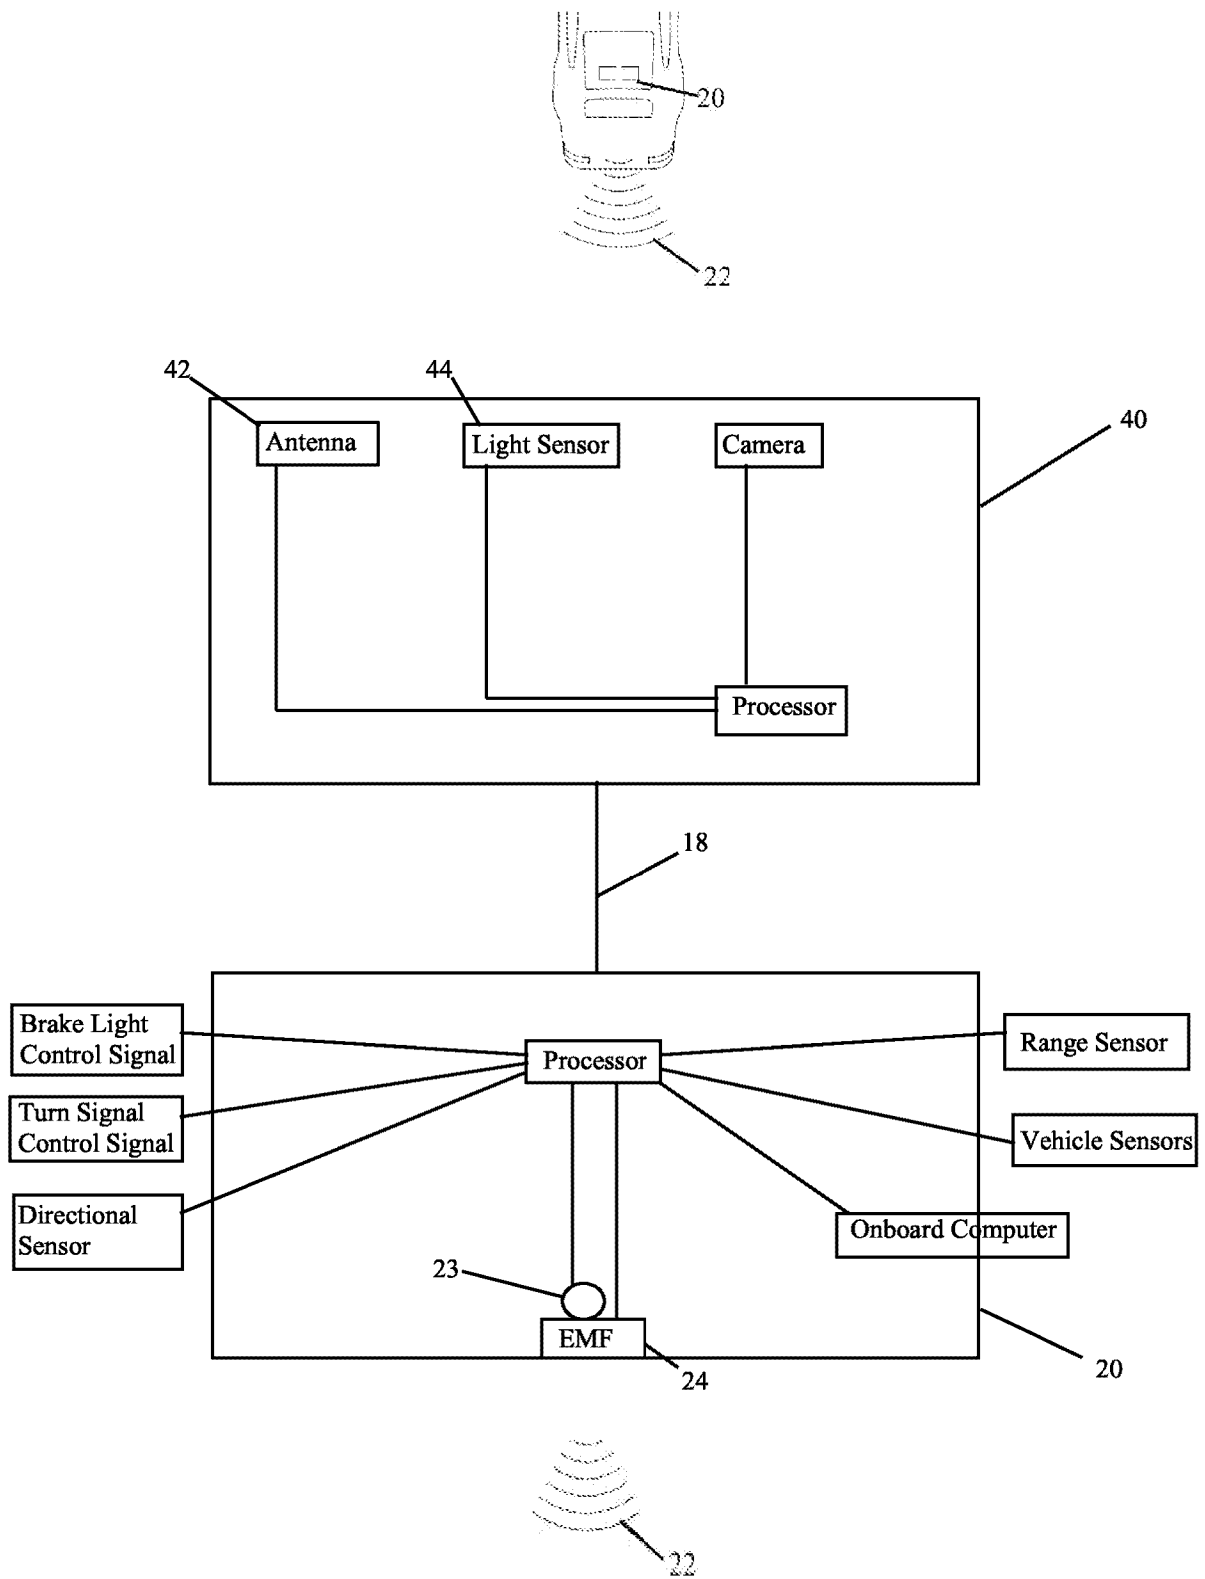 20
22
42
44
40
Antenna
Light Sensor
Camera
Processor
18
Brake Light
Control Signal
Processor
Range Sensor
Turn Signal
Control Signal
Vehicle Sensors
Directional
Sensor
Onboard Computer
23
EMF
24
20
22